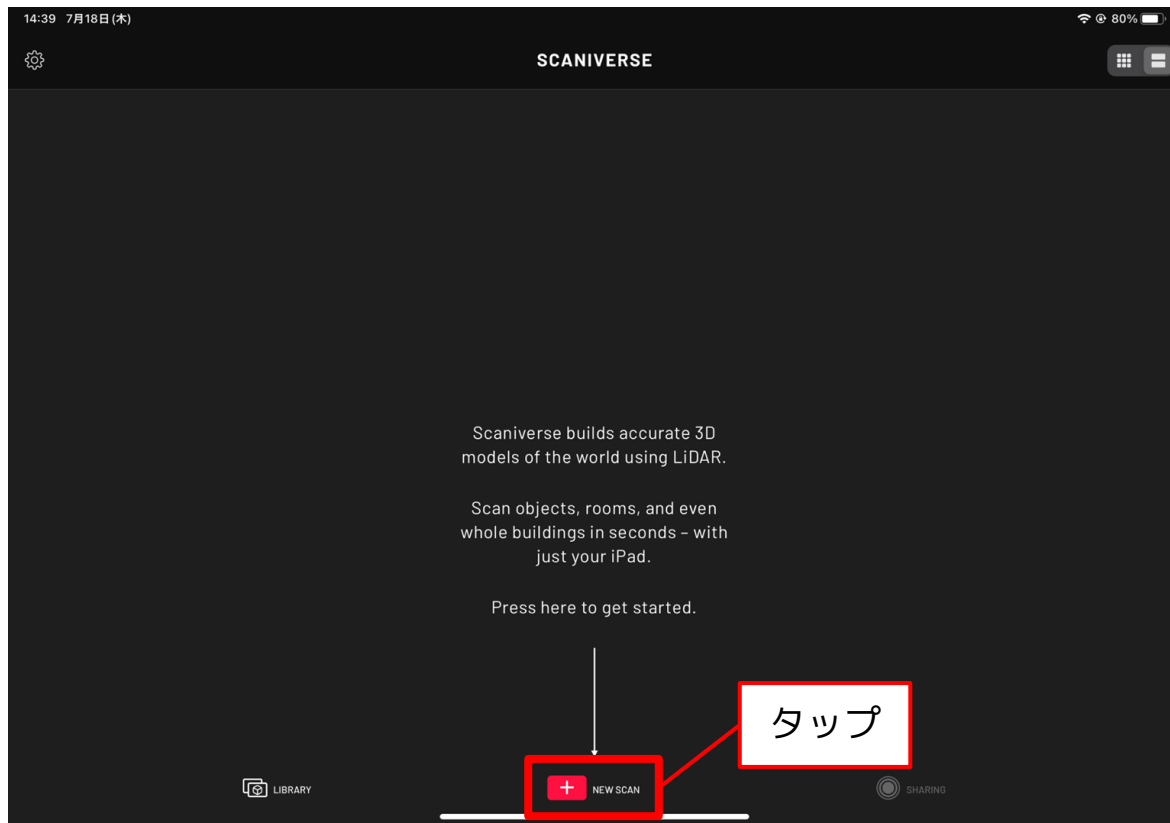 14:39 7月18日(木)
80%
SCANIVERSE
Scaniverse builds accurate 3D
models of the world using LiDAR.
Scan objects, rooms, and even
whole buildings in seconds – with
just your iPad.
Press here to get started.
タップ
LIBRARY
NEW SCAN
SHARING